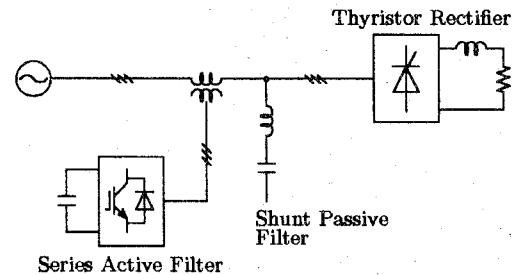 Thyristor Rectifier
Shunt Passive
Filter
Series Active Filter